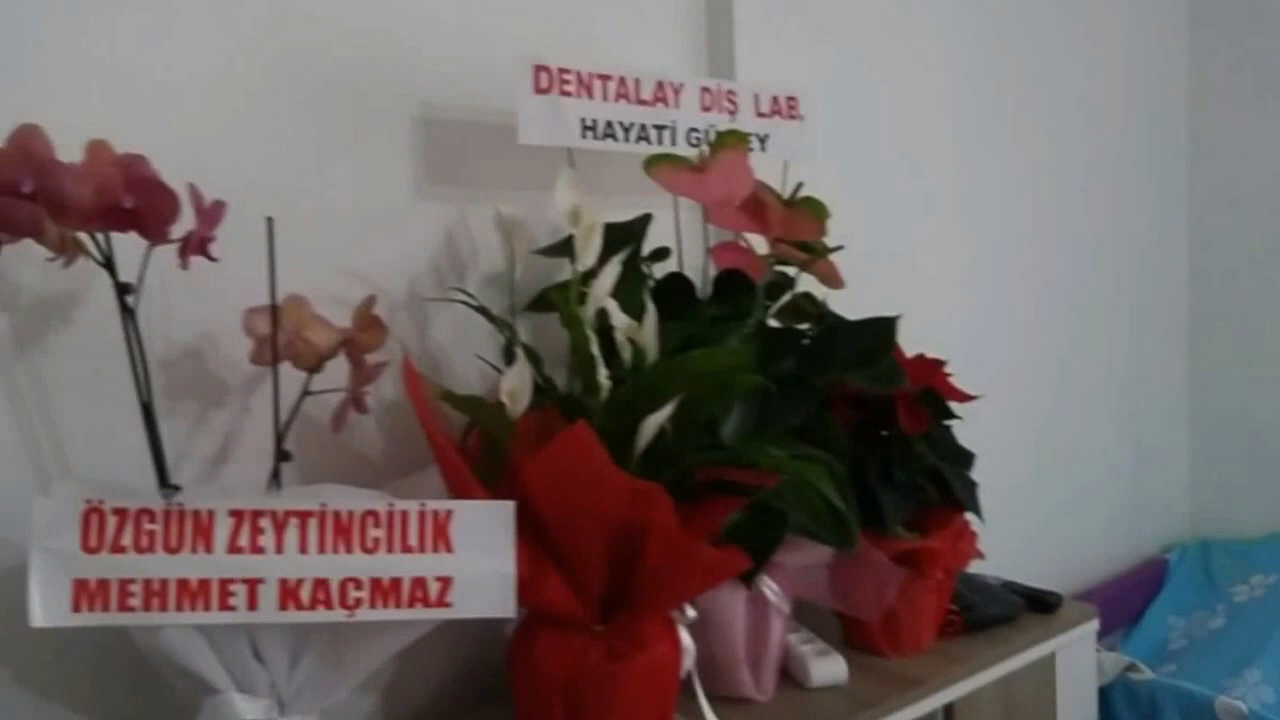 DENTALAY DİŞ LAB.
HAYATİ
ÖZGÜN ZEYTİNCİLİK
MEHMET KAÇMAZ